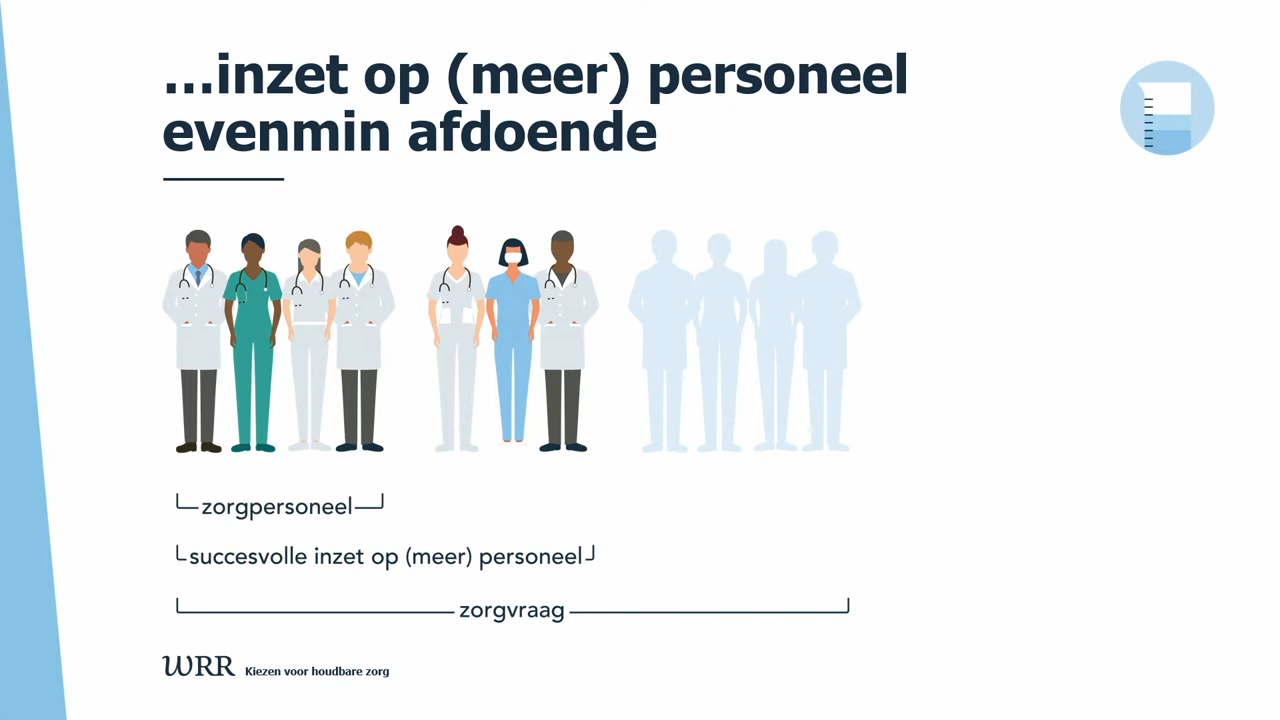 ...inzet op (meer) personeel
evenmin afdoende
zorgpersoneel
succesvolle inzet op (meer) personeel
zorgvraag
WRR Kiezen voor houdbare zorg